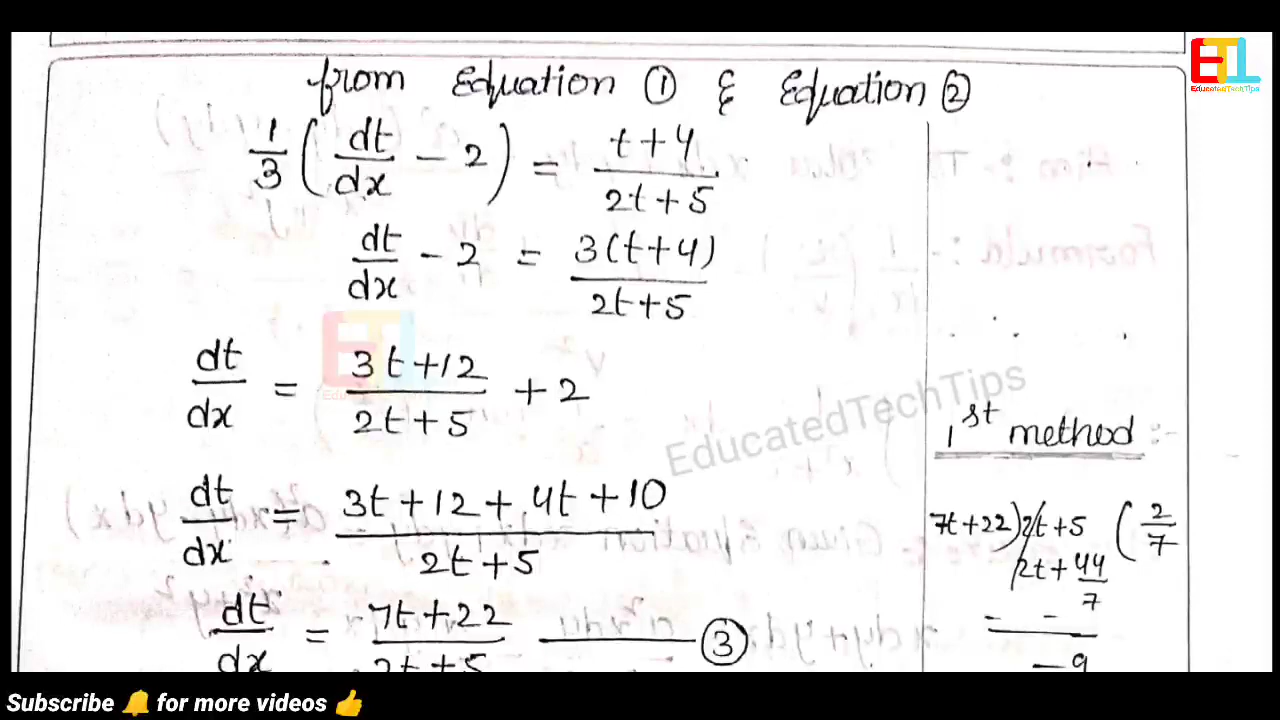 ETL
EducatedTechTips
from Equation ① & Equation ②
1/3 (dt/dx − 2) = t+4 / 2t+5
dt/dx − 2 = 3(t+4) / 2t+5
dt/dx = 3t+12 / 2t+5 + 2
EducatedTechTips
dt/dx = 3t+12+4t+10 / 2t+5
dt/dx = 7t+22 / 2t+5 ③
1st method :-
7t+22) 2t+5 ( 2/7
2t+ 44/7
- -
-9
Subscribe 🔔 for more videos 👍